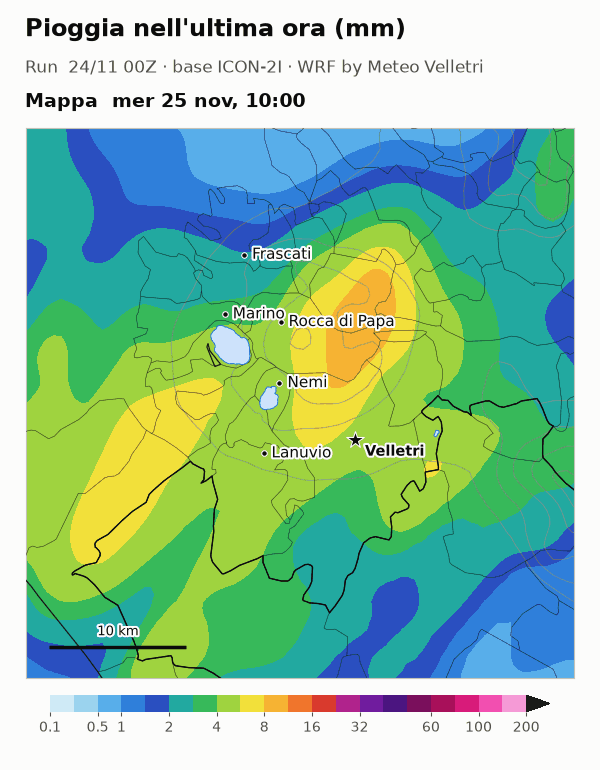 Pioggia nell'ultima ora (mm)
Run  24/11 00Z · base ICON-2I · WRF by Meteo Velletri
Mappa  mer 25 nov, 10:00
Frascati
Marino
Rocca di Papa
Nemi
Lanuvio
Velletri
10 km
0.1 0.5 1 2 4 8 16 32 60 100 200